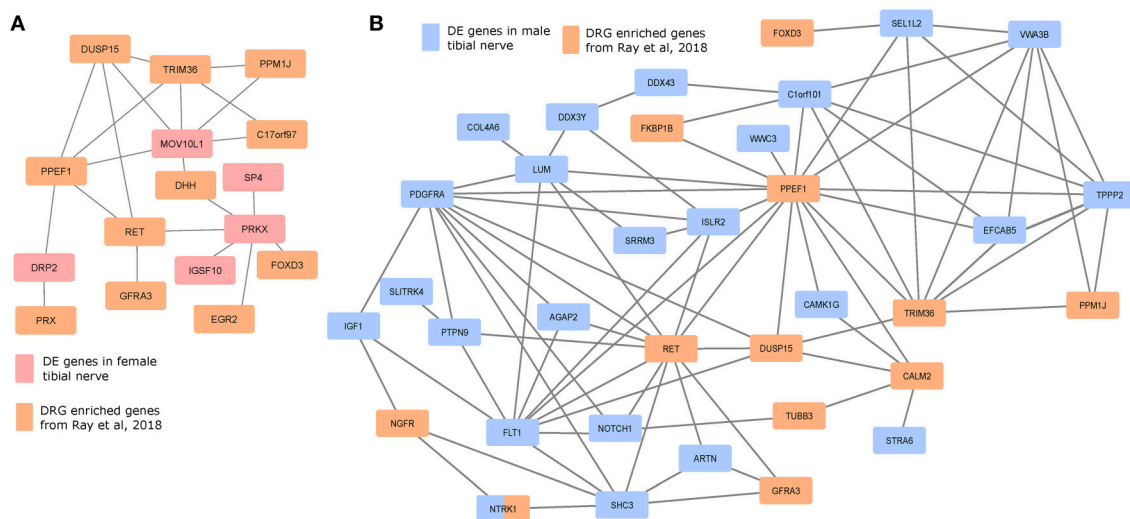 A
DUSP15
TRIM36
PPM1J
MOV10L1
C17orf97
PPEF1
DHH
SP4
RET
PRKX
DRP2
IGSF10
FOXD3
GFRA3
PRX
EGR2
DE genes in female
tibial nerve
DRG enriched genes
from Ray et al, 2018
B
DE genes in male
tibial nerve
DRG enriched genes
from Ray et al, 2018
FOXD3
SEL1L2
VWA3B
DDX43
C1orf101
DDX3Y
COL4A6
FKBP1B
WWC3
LUM
PDGFRA
PPEF1
TPPP2
ISLR2
EFCAB5
SRRM3
SLITRK4
CAMK1G
PPM1J
IGF1
PTPN9
AGAP2
TRIM36
RET
DUSP15
CALM2
NGFR
FLT1
NOTCH1
TUBB3
STRA6
ARTN
GFRA3
NTRK1
SHC3